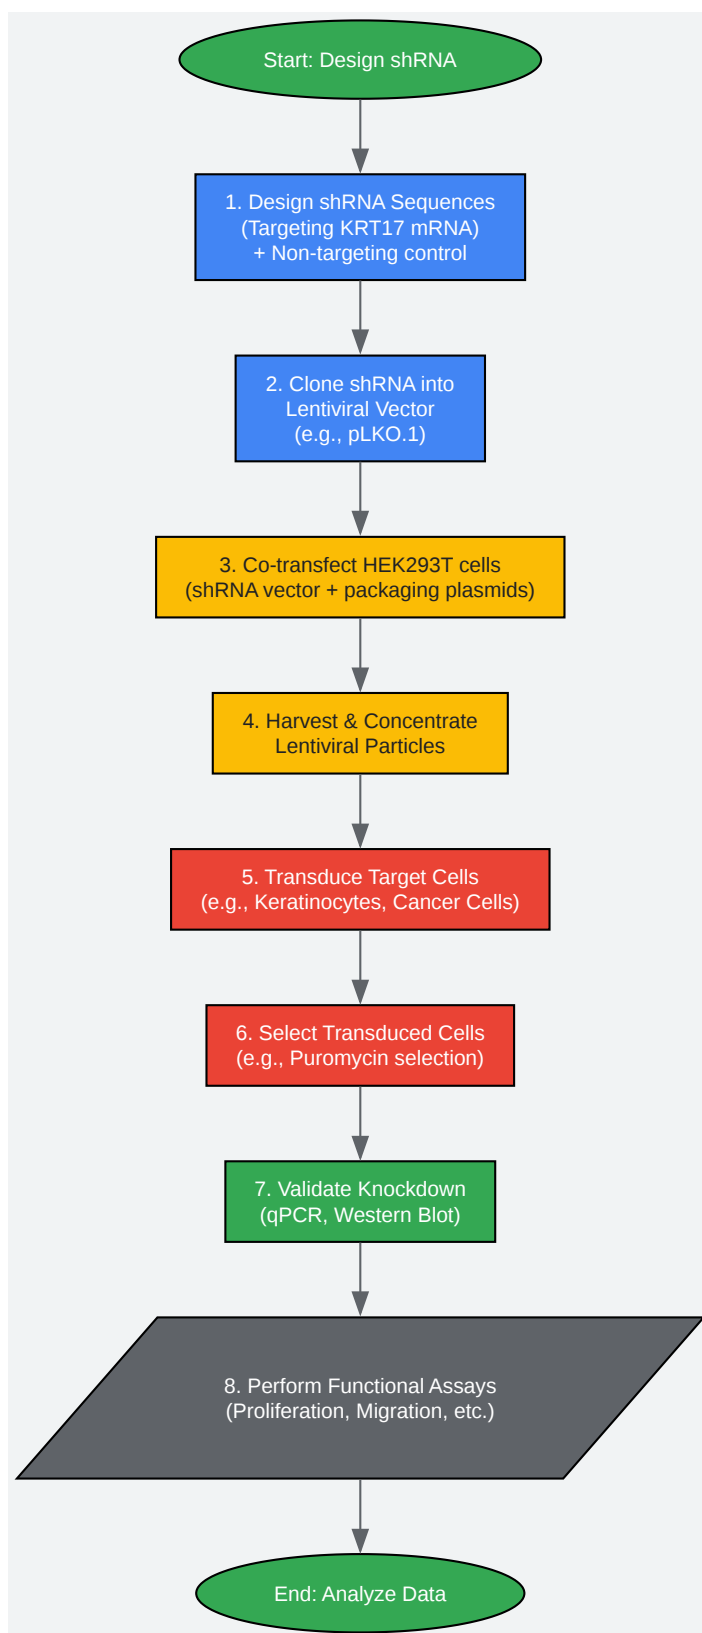 Start: Design shRNA
1. Design shRNA Sequences
(Targeting KRT17 mRNA)
+ Non-targeting control
2. Clone shRNA into
Lentiviral Vector
(e.g., pLKO.1)
3. Co-transfect HEK293T cells
(shRNA vector + packaging plasmids)
4. Harvest & Concentrate
Lentiviral Particles
5. Transduce Target Cells
(e.g., Keratinocytes, Cancer Cells)
6. Select Transduced Cells
(e.g., Puromycin selection)
7. Validate Knockdown
(qPCR, Western Blot)
8. Perform Functional Assays
(Proliferation, Migration, etc.)
End: Analyze Data